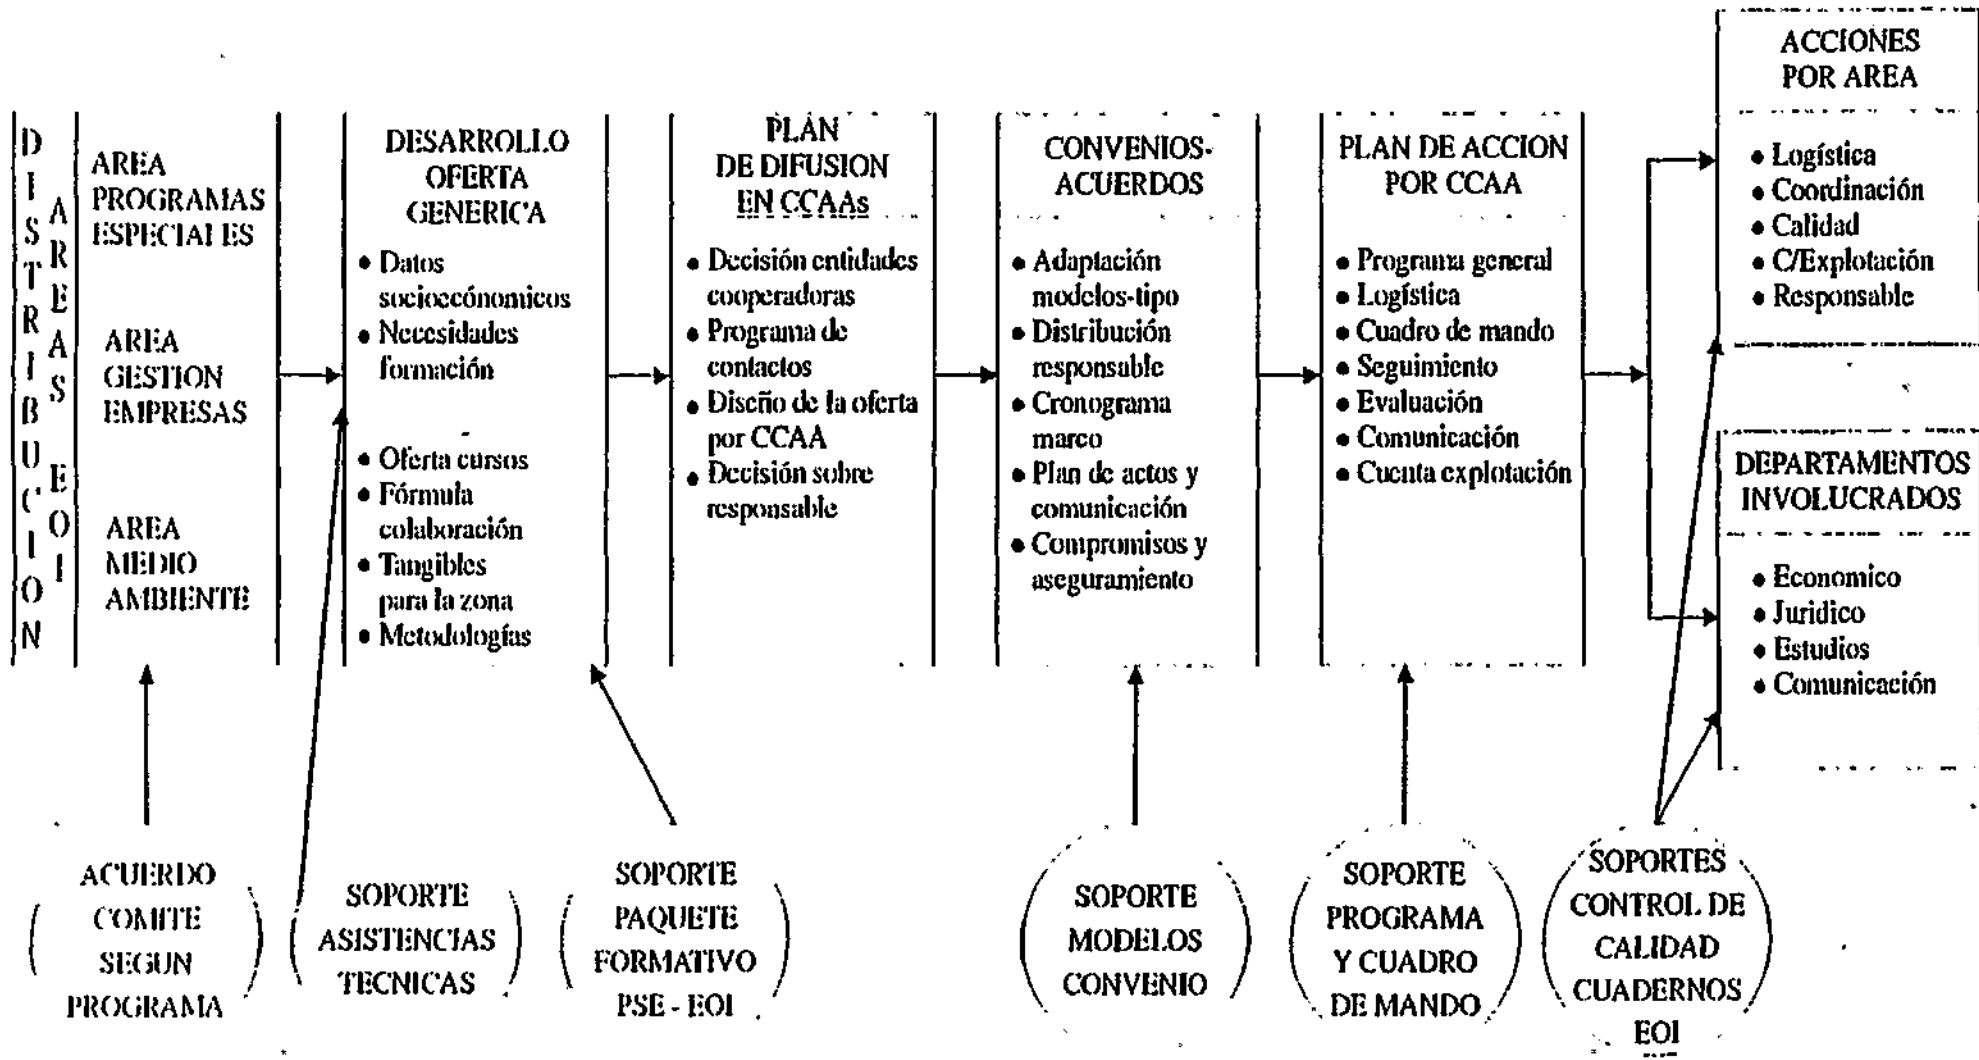 DISTRIBUCION
AREAS EOI
AREA
PROGRAMAS
ESPECIALES
AREA
GESTION
EMPRESAS
AREA
MEDIO
AMBIENTE
DESARROLLO
OFERTA
GENERICA
• Datos
socioecónomicos
• Necesidades
formación
• Oferta cursos
• Fórmula
colaboración
• Tangibles
para la zona
• Metodologías
PLAN
DE DIFUSION
EN CCAAs
• Decisión entidades
cooperadoras
• Programa de
contactos
• Diseño de la oferta
por CCAA
• Decisión sobre
responsable
CONVENIOS-
ACUERDOS
• Adaptación
modelos-tipo
• Distribución
responsable
• Cronograma
marco
• Plan de actos y
comunicación
• Compromisos y
aseguramiento
PLAN DE ACCION
POR CCAA
• Programa general
• Logística
• Cuadro de mando
• Seguimiento
• Evaluación
• Comunicación
• Cuenta explotación
ACCIONES
POR AREA
• Logística
• Coordinación
• Calidad
• C/Explotación
• Responsable
DEPARTAMENTOS
INVOLUCRADOS
• Economico
• Juridico
• Estudios
• Comunicación
ACUERDO
COMITE
SEGUN
PROGRAMA
SOPORTE
ASISTENCIAS
TECNICAS
SOPORTE
PAQUETE
FORMATIVO
PSE - EOI
SOPORTE
MODELOS
CONVENIO
SOPORTE
PROGRAMA
Y CUADRO
DE MANDO
SOPORTES
CONTROL DE
CALIDAD
CUADERNOS
EOI